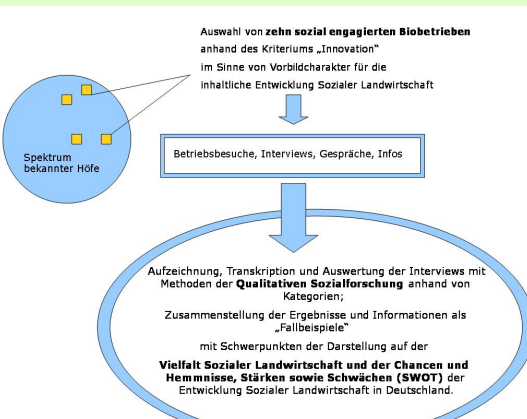 Auswahl von zehn sozial engagierten Biobetrieben
anhand des Kriteriums „Innovation“
im Sinne von Vorbildcharakter für die
inhaltliche Entwicklung Sozialer Landwirtschaft
Spektrum
bekannter Höfe
Betriebsbesuche, Interviews, Gespräche, Infos
Aufzeichnung, Transkription und Auswertung der Interviews mit
Methoden der Qualitativen Sozialforschung anhand von
Kategorien;
Zusammenstellung der Ergebnisse und Informationen als
„Fallbeispiele“
mit Schwerpunkten der Darstellung auf der
Vielfalt Sozialer Landwirtschaft und der Chancen und
Hemmnisse, Stärken sowie Schwächen (SWOT) der
Entwicklung Sozialer Landwirtschaft in Deutschland.